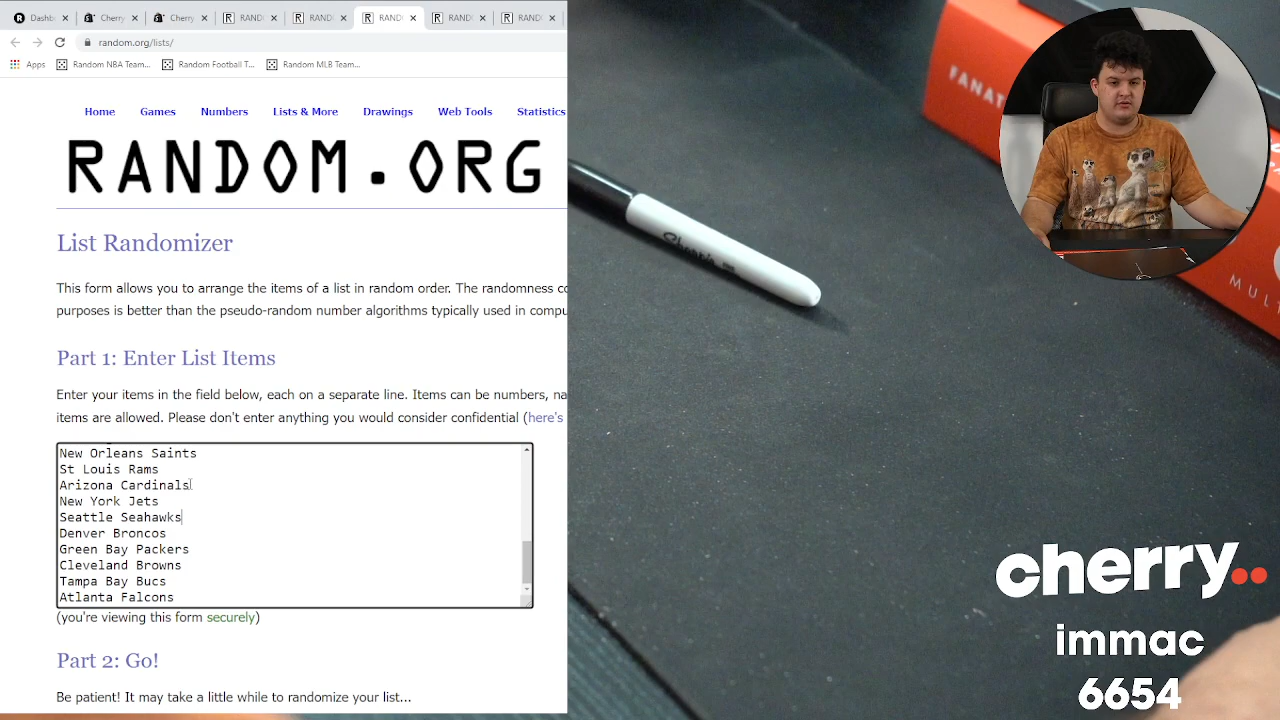 Dashb
Cherry
Cherry
RAND
RAND
RAND
RAND
RAND
random.org/lists/
Apps
Random NBA Team...
Random Football T...
Random MLB Team...
Home
Games
Numbers
Lists & More
Drawings
Web Tools
Statistics
RANDOM.ORG
List Randomizer
This form allows you to arrange the items of a list in random order. The randomness co
purposes is better than the pseudo-random number algorithms typically used in compu
Part 1: Enter List Items
Enter your items in the field below, each on a separate line. Items can be numbers, na
items are allowed. Please don't enter anything you would consider confidential (here's
New Orleans Saints
St Louis Rams
Arizona Cardinals
New York Jets
Seattle Seahawks
Denver Broncos
Green Bay Packers
Cleveland Browns
Tampa Bay Bucs
Atlanta Falcons
(you're viewing this form securely)
Part 2: Go!
Be patient! It may take a little while to randomize your list...
FANAT
Sharpie
MULT
cherry..
immac
6654